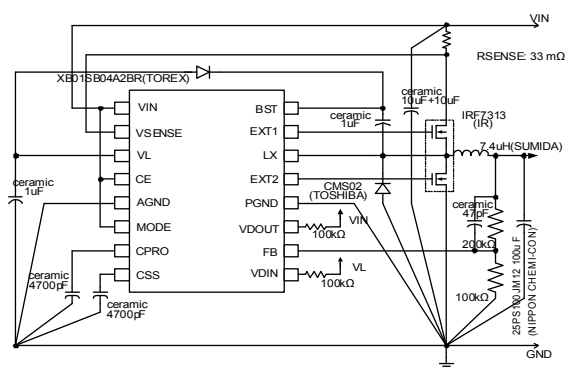 VIN
RSENSE: 33 mΩ
XB01SB04A2BR(TOREX)
ceramic
10uF+10uF
IRF7313
(IR)
VIN
VSENSE
VL
CE
AGND
MODE
CPRO
CSS
BST
EXT1
LX
EXT2
PGND
VDOUT
FB
VDIN
ceramic
1uF
7.4uH(SUMIDA)
ceramic
1uF
CMS02
(TOSHIBA)
VIN
100kΩ
VL
100kΩ
ceramic
47pF
200kΩ
100kΩ
25PS100JM12 100uF
(NIPPON CHEMI-CON)
ceramic
4700pF
ceramic
4700pF
GND